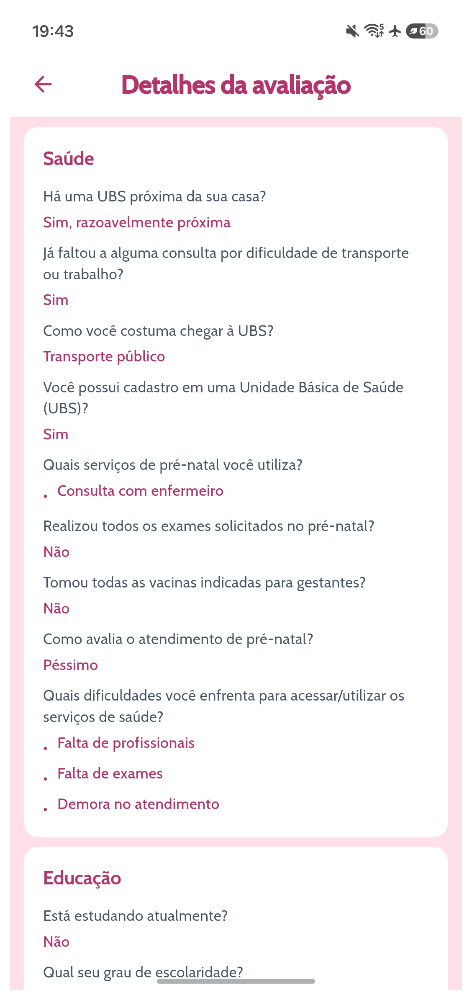 19:43
5
60
Detalhes da avaliação
Saúde
Há uma UBS próxima da sua casa?
Sim, razoavelmente próxima
Já faltou a alguma consulta por dificuldade de transporte
ou trabalho?
Sim
Como você costuma chegar à UBS?
Transporte público
Você possui cadastro em uma Unidade Básica de Saúde
(UBS)?
Sim
Quais serviços de pré-natal você utiliza?
• Consulta com enfermeiro
Realizou todos os exames solicitados no pré-natal?
Não
Tomou todas as vacinas indicadas para gestantes?
Não
Como avalia o atendimento de pré-natal?
Péssimo
Quais dificuldades você enfrenta para acessar/utilizar os
serviços de saúde?
• Falta de profissionais
• Falta de exames
• Demora no atendimento
Educação
Está estudando atualmente?
Não
Qual seu grau de escolaridade?